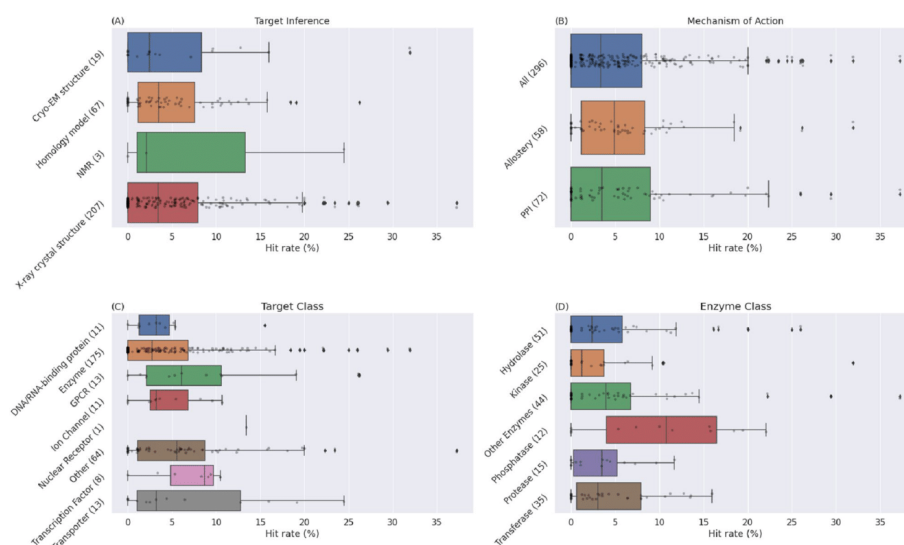 (A) Target Inference
Cryo-EM structure (19)
Homology model (67)
NMR (3)
X-ray crystal structure (207)
0 5 10 15 20 25 30 35
Hit rate (%)
(B) Mechanism of Action
All (296)
Allostery (58)
PPI (72)
0 5 10 15 20 25 30 35
Hit rate (%)
(C) Target Class
DNA/RNA-binding protein (11)
Enzyme (175)
GPCR (13)
Ion Channel (11)
Nuclear Receptor (1)
Other (64)
Transcription Factor (8)
Transporter (13)
0 5 10 15 20 25 30 35
Hit rate (%)
(D) Enzyme Class
Hydrolase (51)
Kinase (25)
Other Enzymes (44)
Phosphatase (12)
Protease (15)
Transferase (35)
0 5 10 15 20 25 30 35
Hit rate (%)